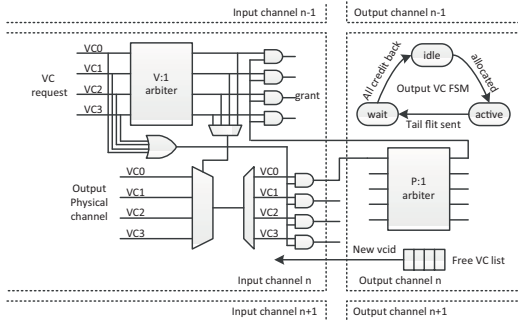 Input channel n-1
Output channel n-1
VC0
VC1
VC2
VC3
VC
request
V:1
arbiter
grant
idle
All credit back
allocated
Output VC FSM
wait
active
Tail flit sent
Output
Physical
channel
VC0
VC1
VC2
VC3
VC0
VC1
VC2
VC3
P:1
arbiter
New vcid
Free VC list
Input channel n
Output channel n
Input channel n+1
Output channel n+1